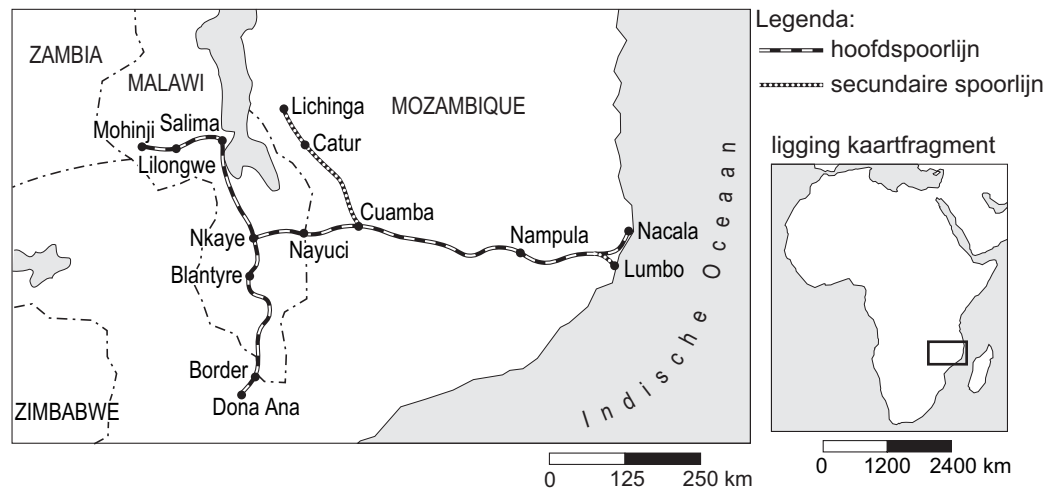 Legenda:
hoofdspoorlijn
secundaire spoorlijn
ZAMBIA
MALAWI
MOZAMBIQUE
Lichinga
Mohinji
Salima
Catur
Lilongwe
Cuamba
Nkaye
Nayuci
Nampula
Nacala
Lumbo
Blantyre
Border
Dona Ana
ZIMBABWE
Indische Oceaan
0 125 250 km
ligging kaartfragment
0 1200 2400 km